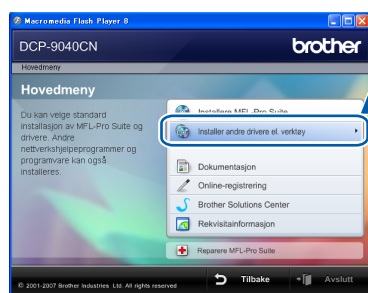 Macromedia Flash Player 8
DCP-9040CN
brother
Hovedmeny
Hovedmeny
Du kan velge standard
installasjon av MFL-Pro Suite og
drivere. Andre
nettverkshjelpeprogrammer og
programvare kan også
installeres.
Installere MFL-Pro Suite
Installer andre drivere el. verktøy
Dokumentasjon
Online-registrering
Brother Solutions Center
Rekvisitainformasjon
Reparere MFL-Pro Suite
© 2001-2007 Brother Industries Ltd. All rights reserved
Tilbake
Avslutt